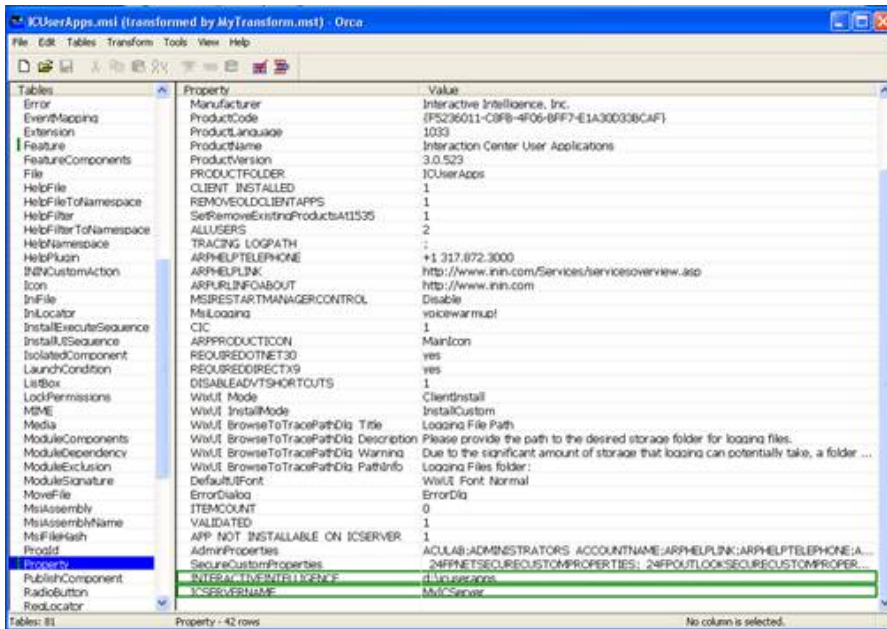 ICUserApps.msi (transformed by MyTransform.mst) - Orca
File Edit Tables Transform Tools View Help
Tables Property Value
Error Manufacturer Interactive Intelligence, Inc.
EventMapping ProductCode
Extension ProductLanguage 1033
Feature ProductName Interaction Center User Applications
FeatureComponents ProductVersion 3.0.523
File PRODUCTFOLDER ICUserApps
HelpFile CLIENT_INSTALLED 1
HelpFileToNamespace REMOVEOLDCLIENTAPPS 1
HelpFilter SetRemoveExistingProductsAt1535 1
HelpFilterToNamespace ALLUSERS 2
HelpNamespace TRACING_LOGPATH ;
HelpPlugin ARPHELPTELEPHONE +1 317.872.3000
ININCustomAction ARPHELPLINK http://www.inin.com/Services/servicesoverview.asp
Icon ARPURLINFOABOUT http://www.inin.com
IniFile MSIRESTARTMANAGERCONTROL Disable
IniLocator MsiLogging voicewarmup!
InstallExecuteSequence CIC 1
InstallUISequence ARPPRODUCTICON MainIcon
IsolatedComponent REQUIREDOTNET30 yes
LaunchCondition REQUIREDDIRECTX9 yes
ListBox DISABLEADVTSHORTCUTS 1
LockPermissions WixUI_Mode ClientInstall
MIME WixUI_InstallMode InstallCustom
Media WixUI_BrowseToTracePathDlg_Title Logging File Path
ModuleComponents WixUI_BrowseToTracePathDlg_Description Please provide the path to the desired storage folder for logging files.
ModuleDependency WixUI_BrowseToTracePathDlg_Warning Due to the significant amount of storage that logging can potentially take, a folder ...
ModuleExclusion WixUI_BrowseToTracePathDlg_PathInfo Logging Files folder:
ModuleSignature DefaultUIFont WixUI_Font_Normal
MoveFile ErrorDialog ErrorDlg
MsiAssembly ITEMCOUNT 0
MsiAssemblyName VALIDATED 1
MsiFileHash APP_NOT_INSTALLABLE_ON_ICSERVER 1
ProgId AdminProperties ACULAB;ADMINISTRATORS_ACCOUNTNAME;ARPHELPLINK;ARPHELPTELEPHONE;A...
Property SecureCustomProperties _24FPNETSECURECUSTOMPROPERTIES;_24FPOUTLOOKSECURECUSTOMPROPER...
PublishComponent INTERACTIVEINTELLIGENCE d:\icuserapps
RadioButton ICSERVERNAME MyICServer
RegLocator
Tables: 81 Property - 42 rows No column is selected.